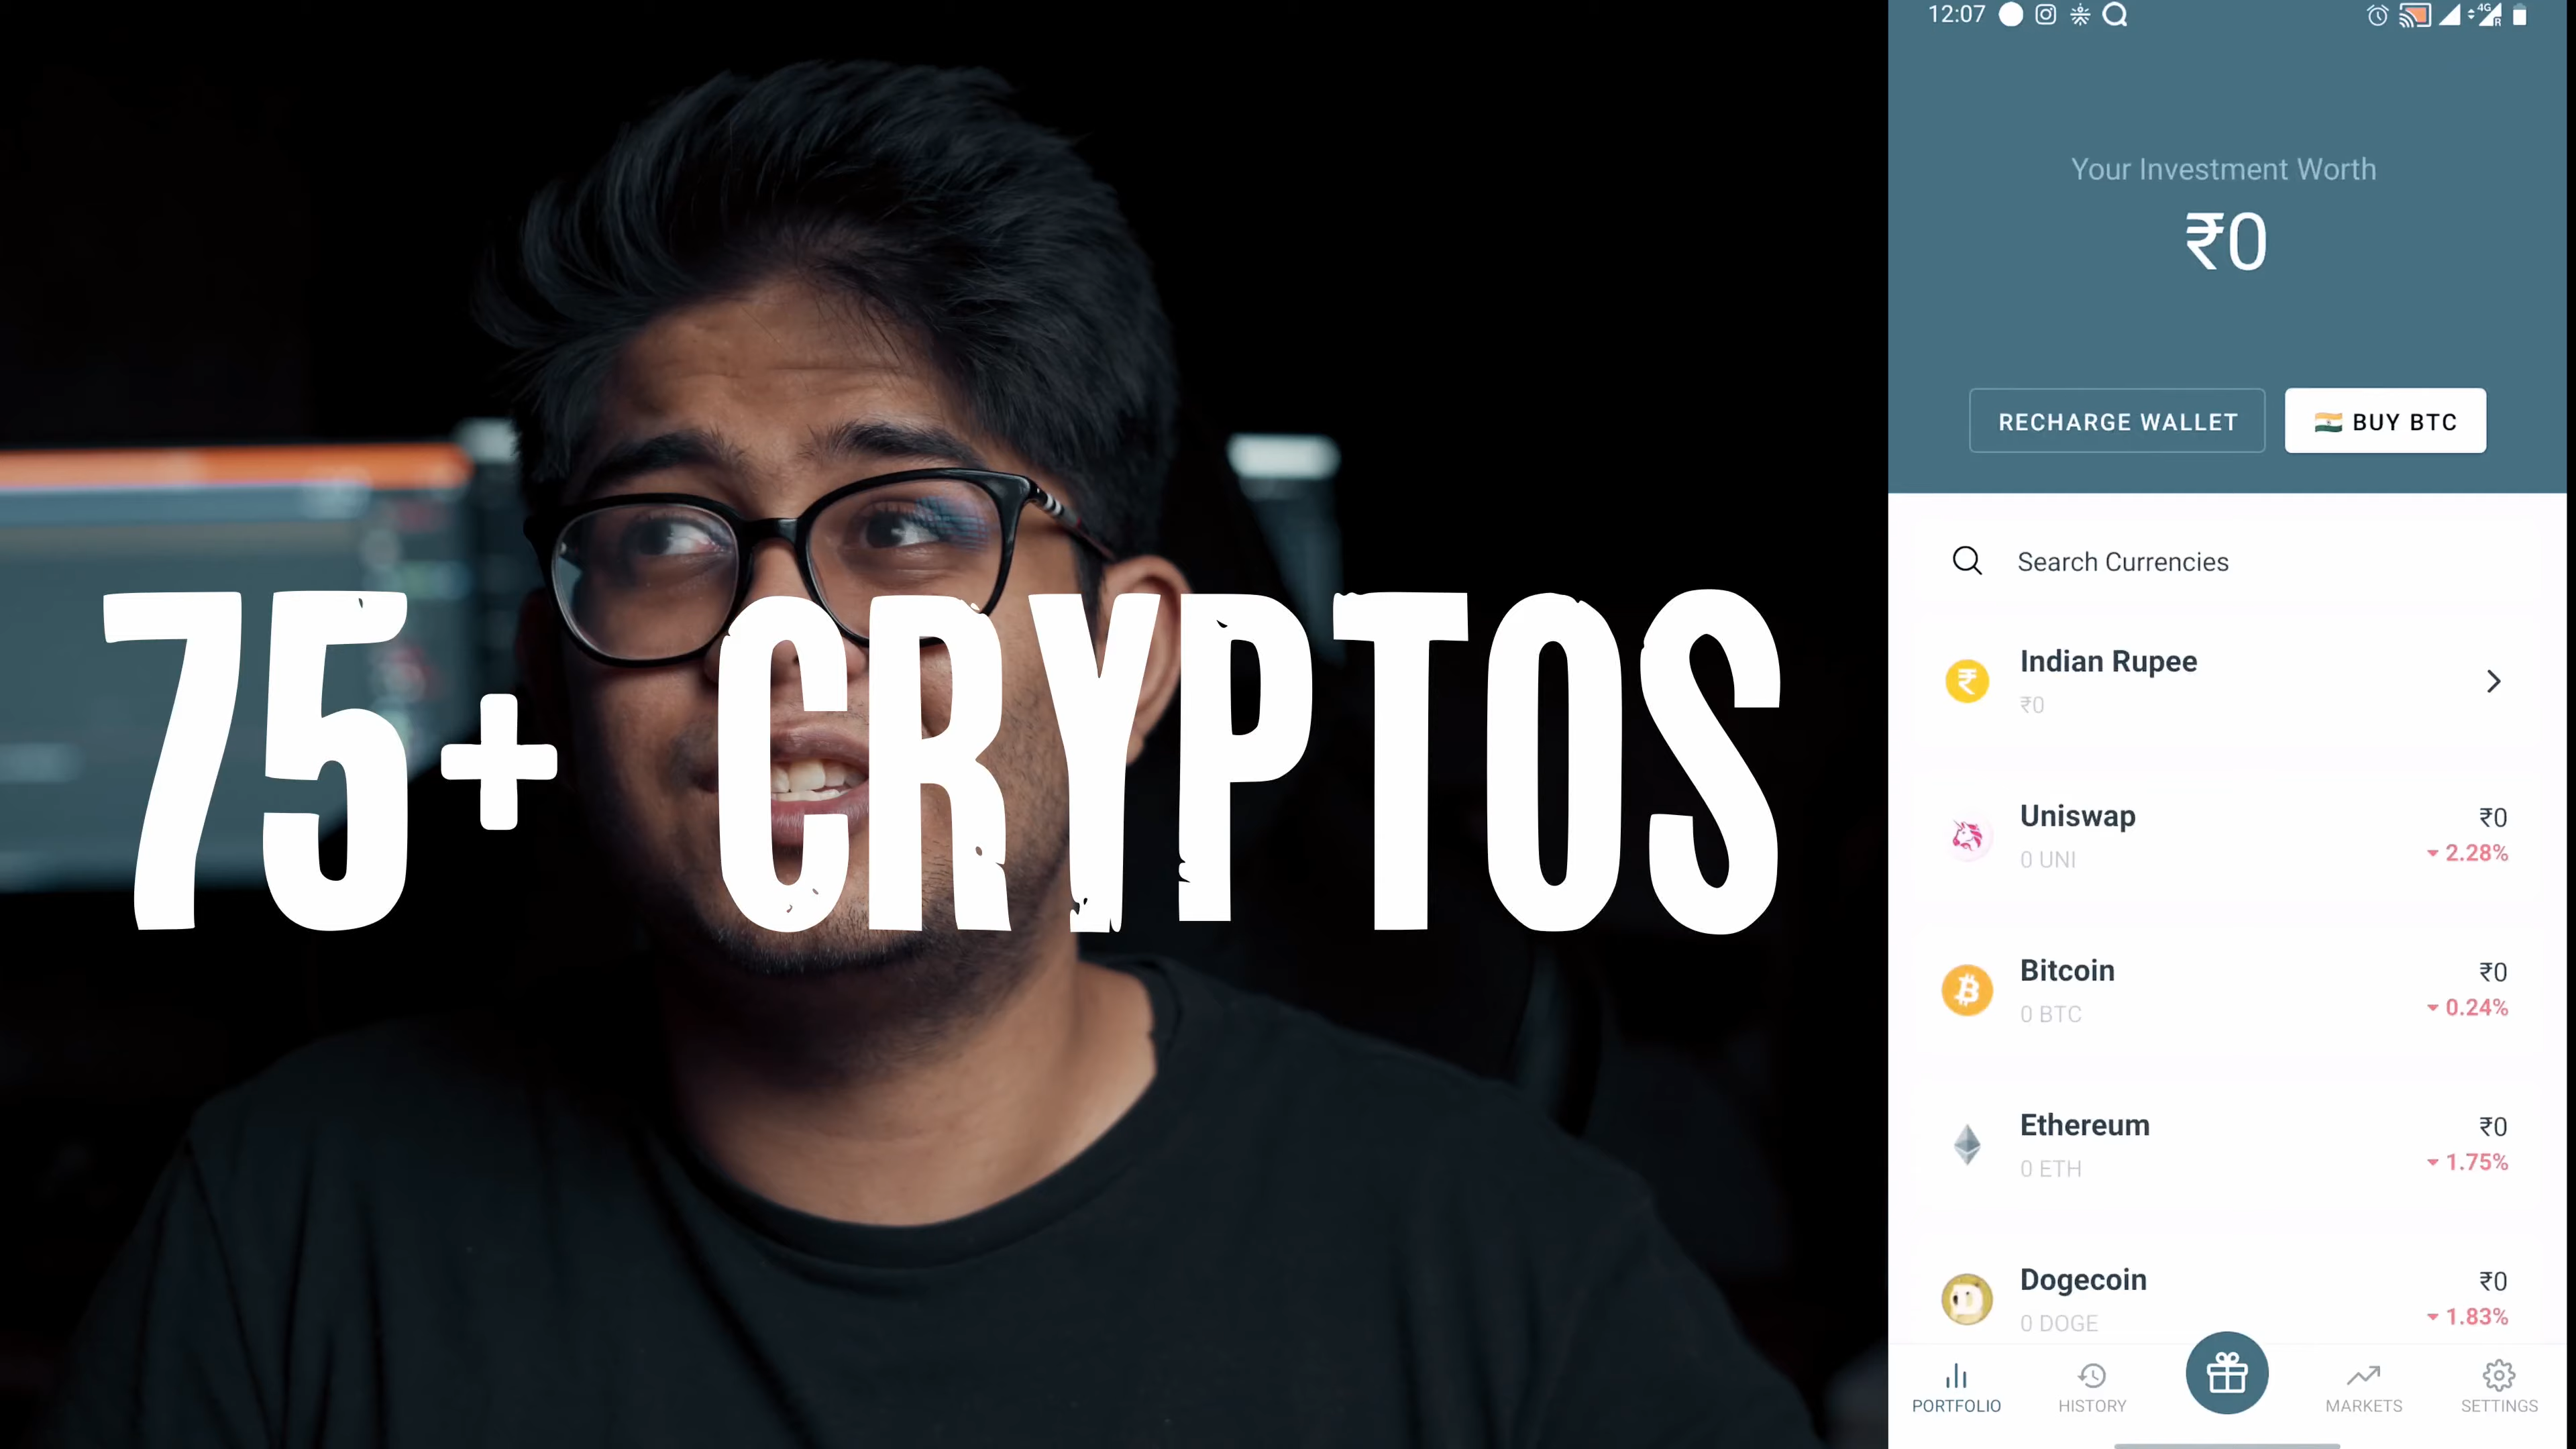 75+ CRYPTOS
12:07
4G
R
Your Investment Worth
₹0
RECHARGE WALLET
BUY BTC
Search Currencies
Indian Rupee
₹0
Uniswap
₹0
0 UNI
2.28%
Bitcoin
₹0
0 BTC
0.24%
Ethereum
₹0
0 ETH
1.75%
Dogecoin
₹0
0 DOGE
1.83%
PORTFOLIO
HISTORY
MARKETS
SETTINGS